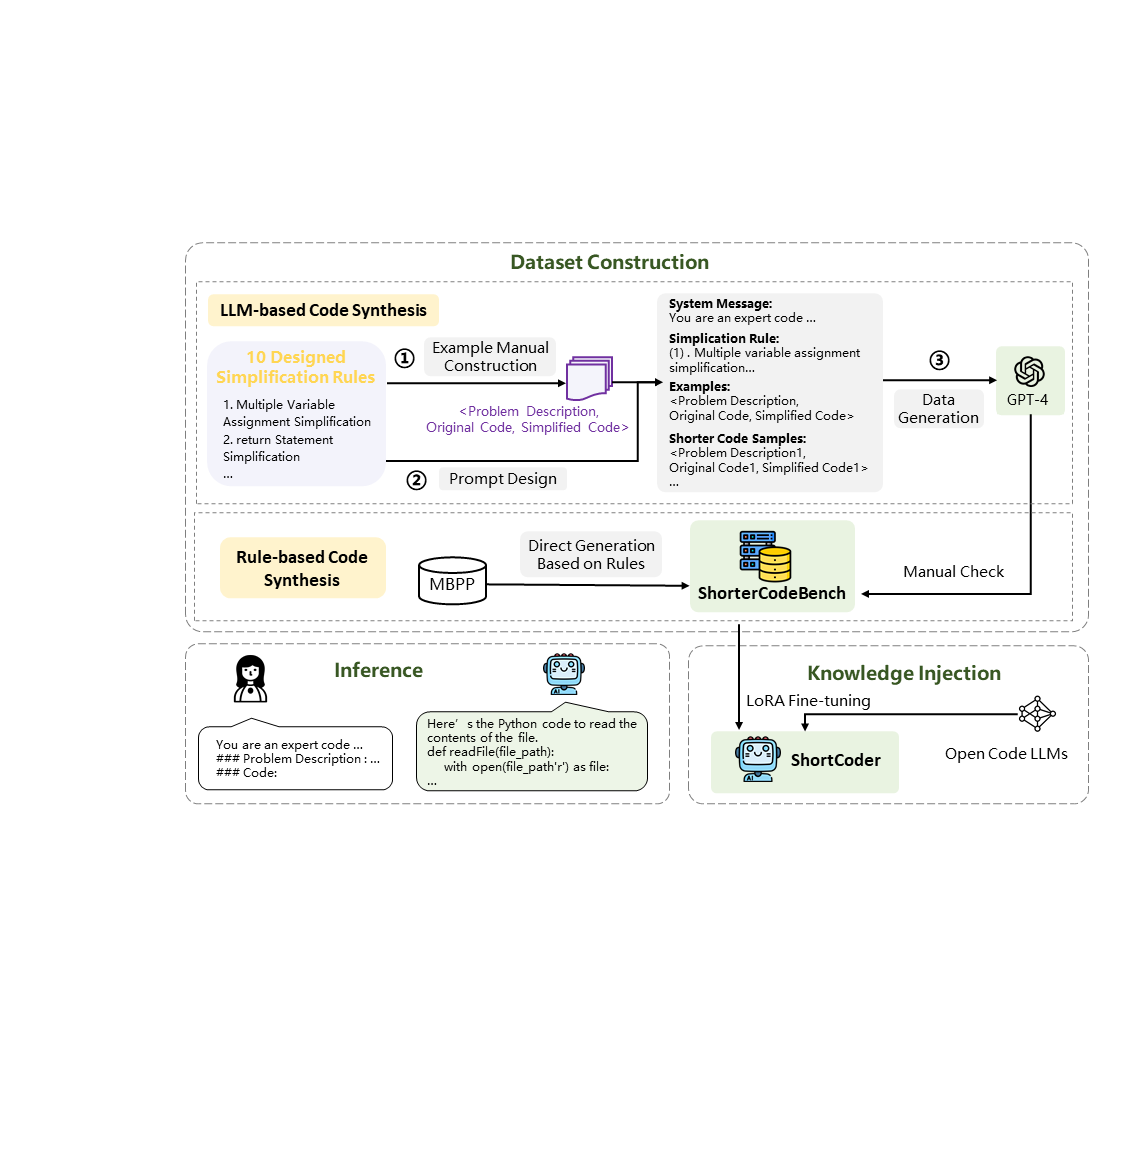 Dataset Construction
LLM-based Code Synthesis
10 Designed
Simplification Rules
1. Multiple Variable
Assignment Simplification
2. return Statement
Simplification
...
①
Example Manual
Construction
<Problem Description,
Original Code, Simplified Code>
②
Prompt Design
System Message:
You are an expert code ...
Simplication Rule:
(1) . Multiple variable assignment
simplification...
Examples:
<Problem Description,
Original Code, Simplified Code>
Shorter Code Samples:
<Problem Description1,
Original Code1, Simplified Code1>
...
③
Data
Generation
GPT-4
Rule-based Code
Synthesis
MBPP
Direct Generation
Based on Rules
ShorterCodeBench
Manual Check
Inference
You are an expert code ...
### Problem Description : ...
### Code:
AI
Here's the Python code to read the
contents of the file.
def readFile(file_path):
with open(file_path'r') as file:
...
Knowledge Injection
LoRA Fine-tuning
Open Code LLMs
AI
ShortCoder